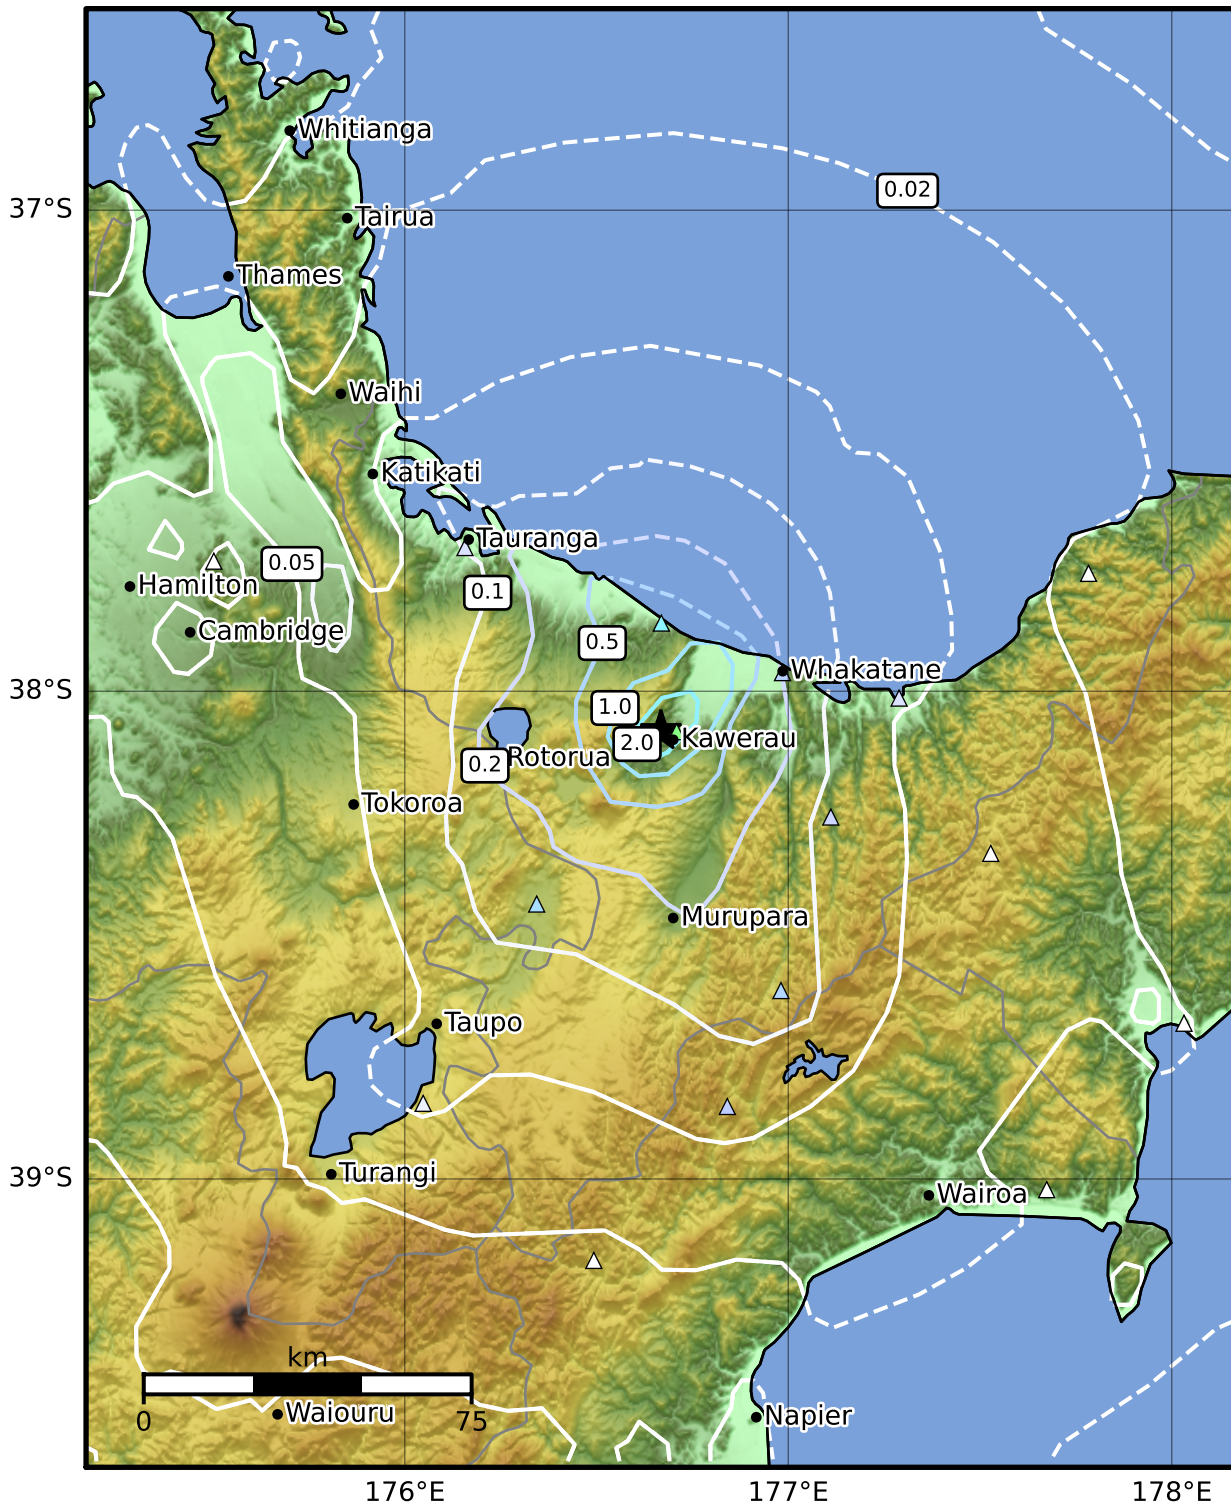 Whitianga
0.02
37°S
Tairua
Thames
Waihi
Katikati
Tauranga
0.05
Hamilton
0.1
Cambridge
0.5
Whakatane
38°S
1.0
2.0
Kawerau
Rotorua
0.2
Tokoroa
Murupara
Taupo
39°S
Turangi
Wairoa
km
0
75
Waiouru
Napier
176°E
177°E
178°E